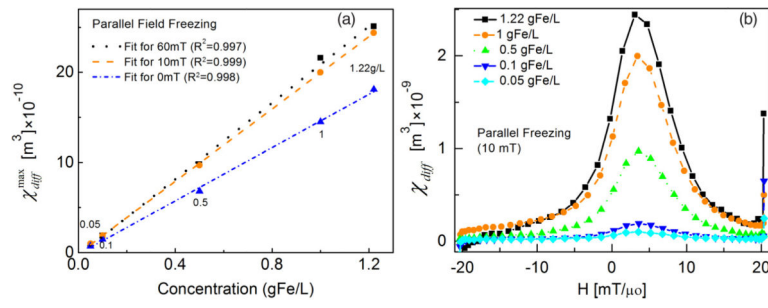 (a)
Parallel Field Freezing
Fit for 60mT (R²=0.997)
Fit for 10mT (R²=0.999)
Fit for 0mT (R²=0.998)
1.22g/L
1
0.5
0.05
0.1
20
10
0
0.0 0.4 0.8 1.2
Concentration (gFe/L)
χ diff max [m³]×10⁻¹⁰
(b)
1.22 gFe/L
1 gFe/L
0.5 gFe/L
0.1 gFe/L
0.05 gFe/L
Parallel Freezing
(10 mT)
2
1
0
-20 -10 0 10 20
H [mT/μo]
χ diff [m³]×10⁻⁹